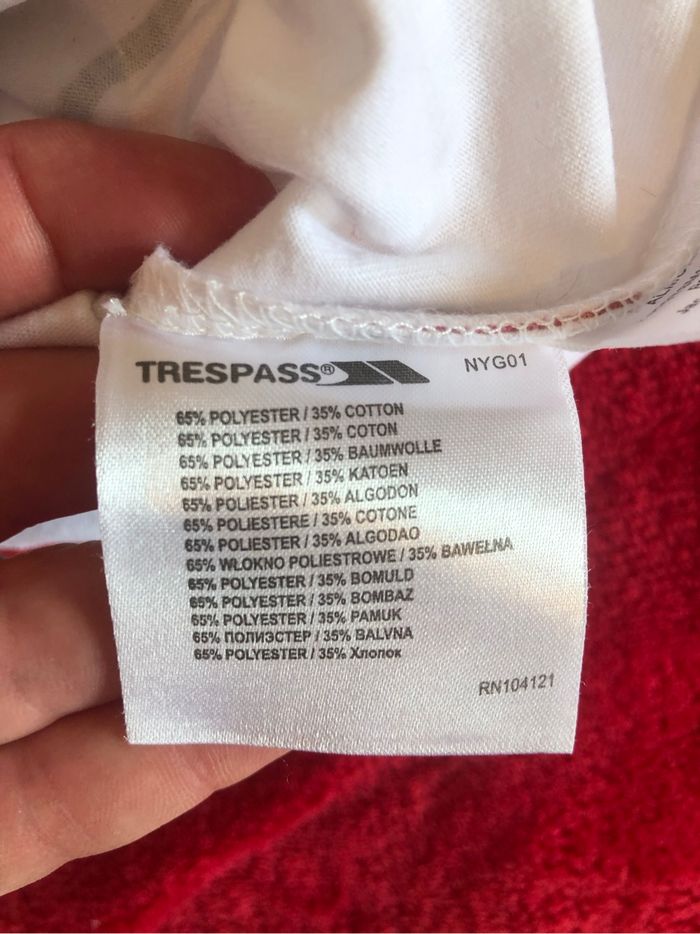 TRESPASS® NYG01
65% POLYESTER / 35% COTTON
65% POLYESTER / 35% COTON
65% POLYESTER / 35% BAUMWOLLE
65% POLYESTER / 35% KATOEN
65% POLIESTER / 35% ALGODON
65% POLIESTERE / 35% COTONE
65% POLIESTER / 35% ALGODAO
65% WŁOKNO POLIESTROWE / 35% BAWEŁNA
65% POLYESTER / 35% BOMULD
65% POLYESTER / 35% BOMBAZ
65% POLYESTER / 35% PAMUK
65% ПОЛИЭСТЕР / 35% BALVNA
65% POLYESTER / 35% Хлопок
RN104121